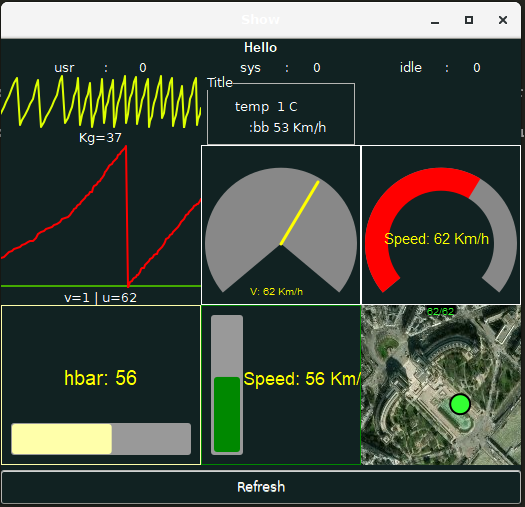 Show
Hello
usr : 0 sys : 0 idle : 0
Title
temp 1 C
:bb 53 Km/h
Kg=37
Speed: 62 Km/h
V: 62 Km/h
v=1 | u=62
62/62
hbar: 56
Speed: 56 Km/
Refresh